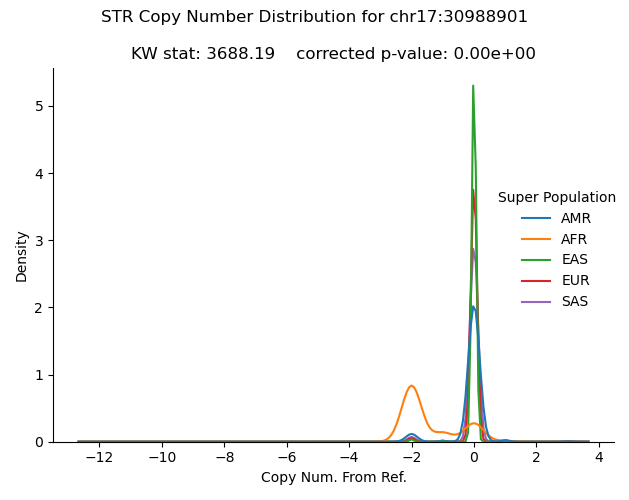 STR Copy Number Distribution for chr17:30988901
KW stat: 3688.19    corrected p-value: 0.00e+00
5
4
3
2
1
0
Density
Super Population
AMR
AFR
EAS
EUR
SAS
−12 −10 −8 −6 −4 −2 0 2 4
Copy Num. From Ref.